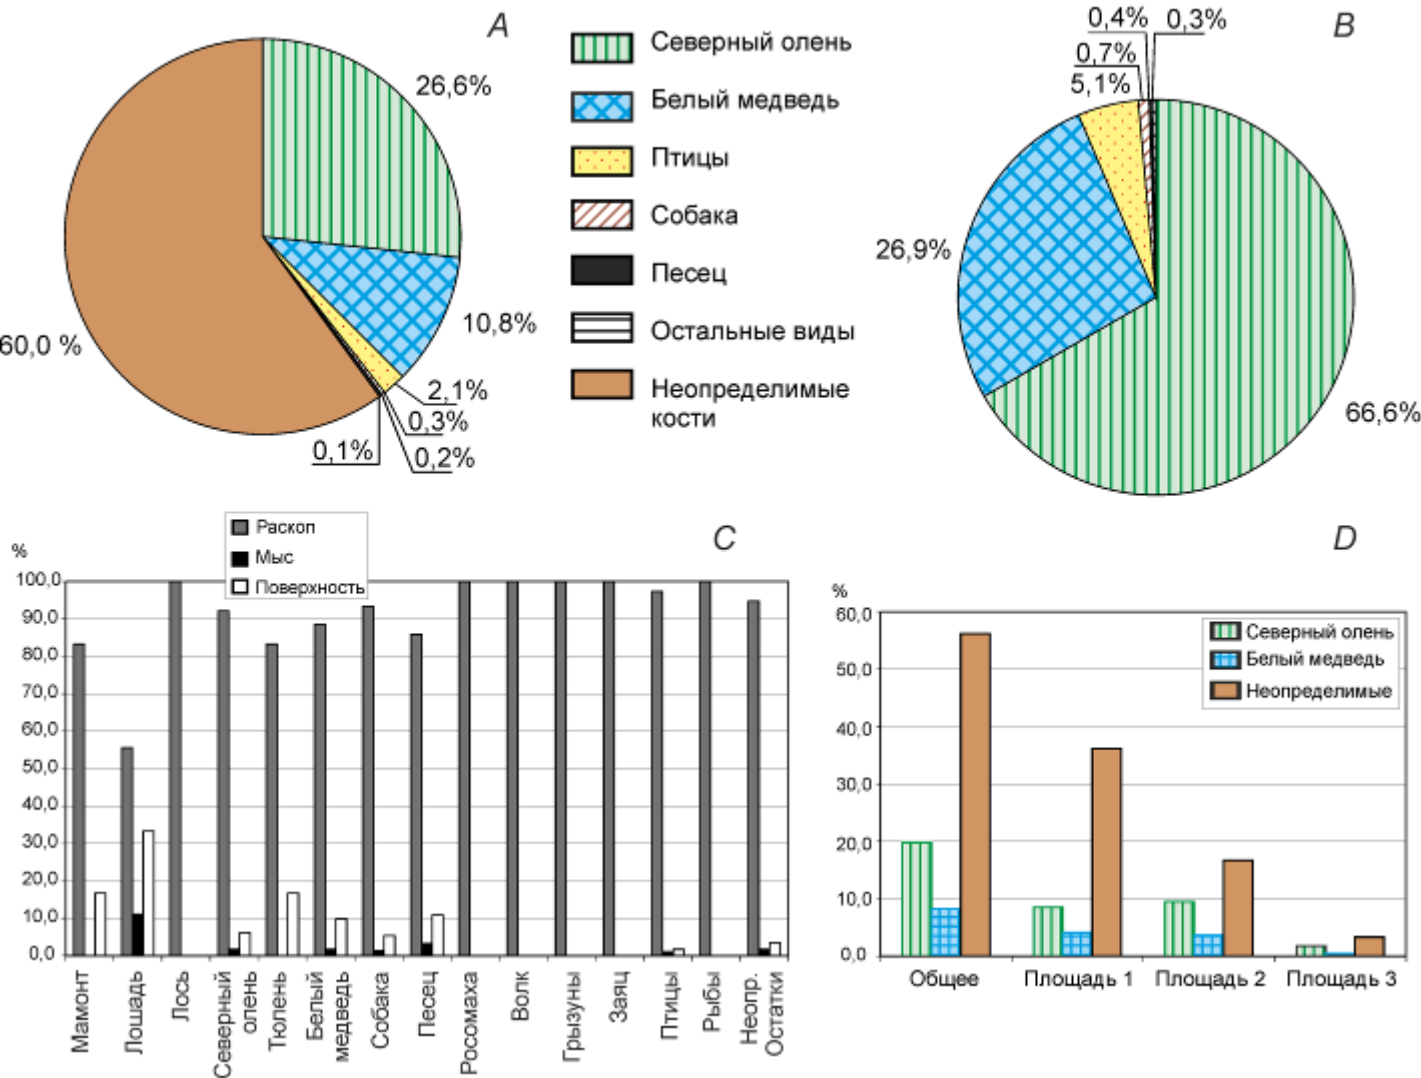 A
26,6%
10,8%
2,1%
0,3%
0,2%
0,1%
60,0 %
Северный олень
Белый медведь
Птицы
Собака
Песец
Остальные виды
Неопределимые
кости
B
0,4%
0,3%
0,7%
5,1%
26,9%
66,6%
C
Раскоп
Мыс
Поверхность
%
100,0
90,0
80,0
70,0
60,0
50,0
40,0
30,0
20,0
10,0
0,0
Мамонт
Лошадь
Лось
Северный
олень
Тюлень
Белый
медведь
Собака
Песец
Росомаха
Волк
Грызуны
Заяц
Птицы
Рыбы
Неопр.
Остатки
D
%
60,0
50,0
40,0
30,0
20,0
10,0
0,0
Северный олень
Белый медведь
Неопределимые
Общее
Площадь 1
Площадь 2
Площадь 3